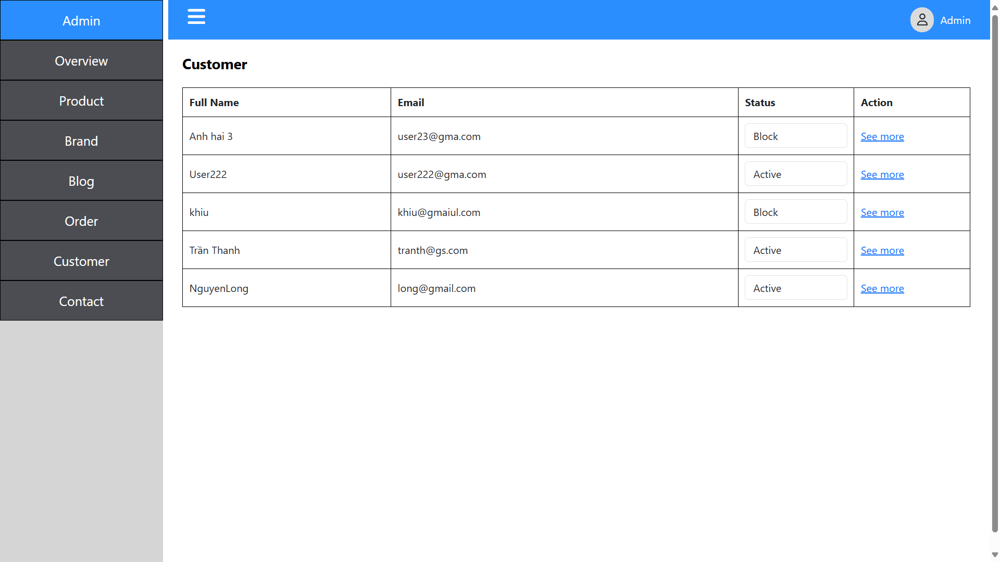 Admin
Overview
Product
Brand
Blog
Order
Customer
Contact
Admin
Customer
Full Name Email Status Action
Anh hai 3 user23@gma.com Block See more
User222 user222@gma.com Active See more
khiu khiu@gmaiul.com Block See more
Trần Thanh tranth@gs.com Active See more
NguyenLong long@gmail.com Active See more